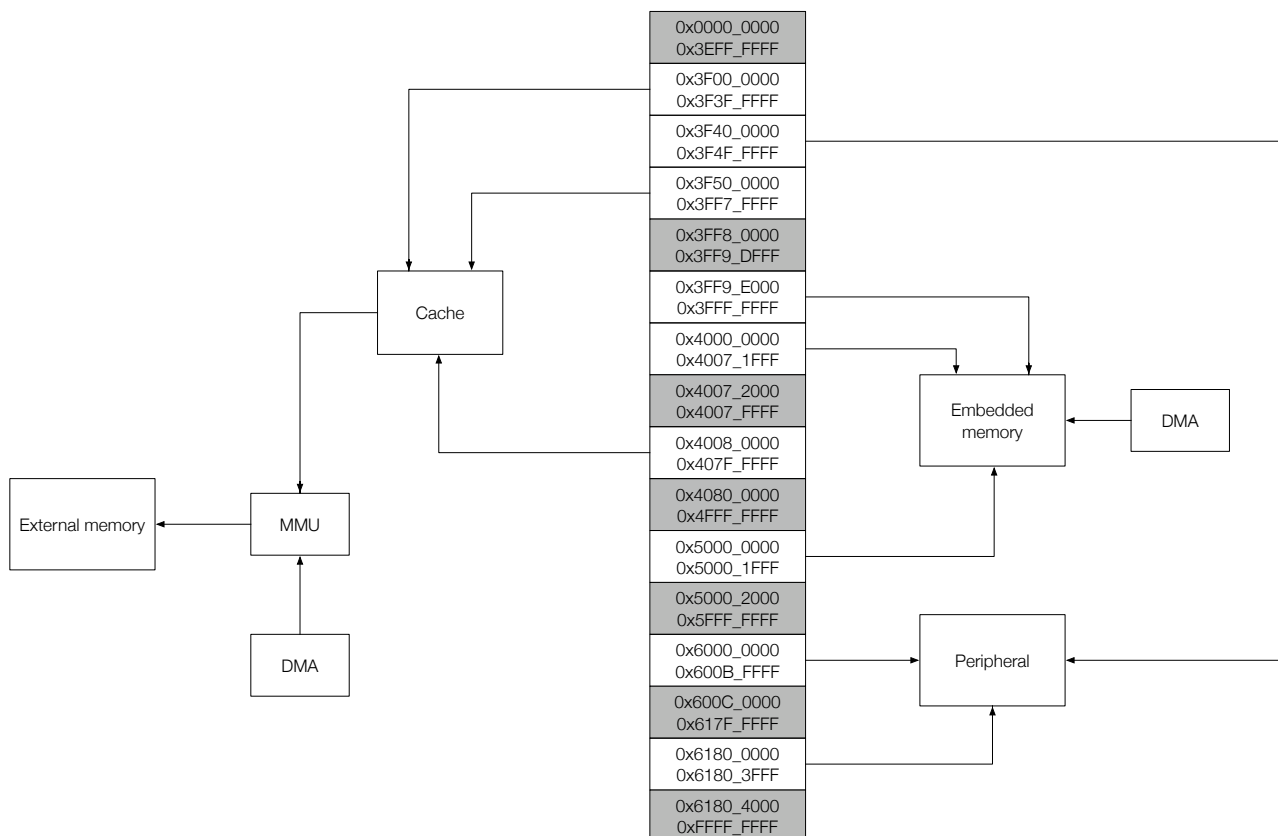 0x0000_0000
0x3EFF_FFFF
0x3F00_0000
0x3F3F_FFFF
0x3F40_0000
0x3F4F_FFFF
0x3F50_0000
0x3FF7_FFFF
0x3FF8_0000
0x3FF9_DFFF
0x3FF9_E000
0x3FFF_FFFF
Cache
0x4000_0000
0x4007_1FFF
0x4007_2000
0x4007_FFFF
Embedded
memory
DMA
0x4008_0000
0x407F_FFFF
0x4080_0000
0x4FFF_FFFF
External memory
MMU
0x5000_0000
0x5000_1FFF
0x5000_2000
0x5FFF_FFFF
DMA
0x6000_0000
0x600B_FFFF
Peripheral
0x600C_0000
0x617F_FFFF
0x6180_0000
0x6180_3FFF
0x6180_4000
0xFFFF_FFFF